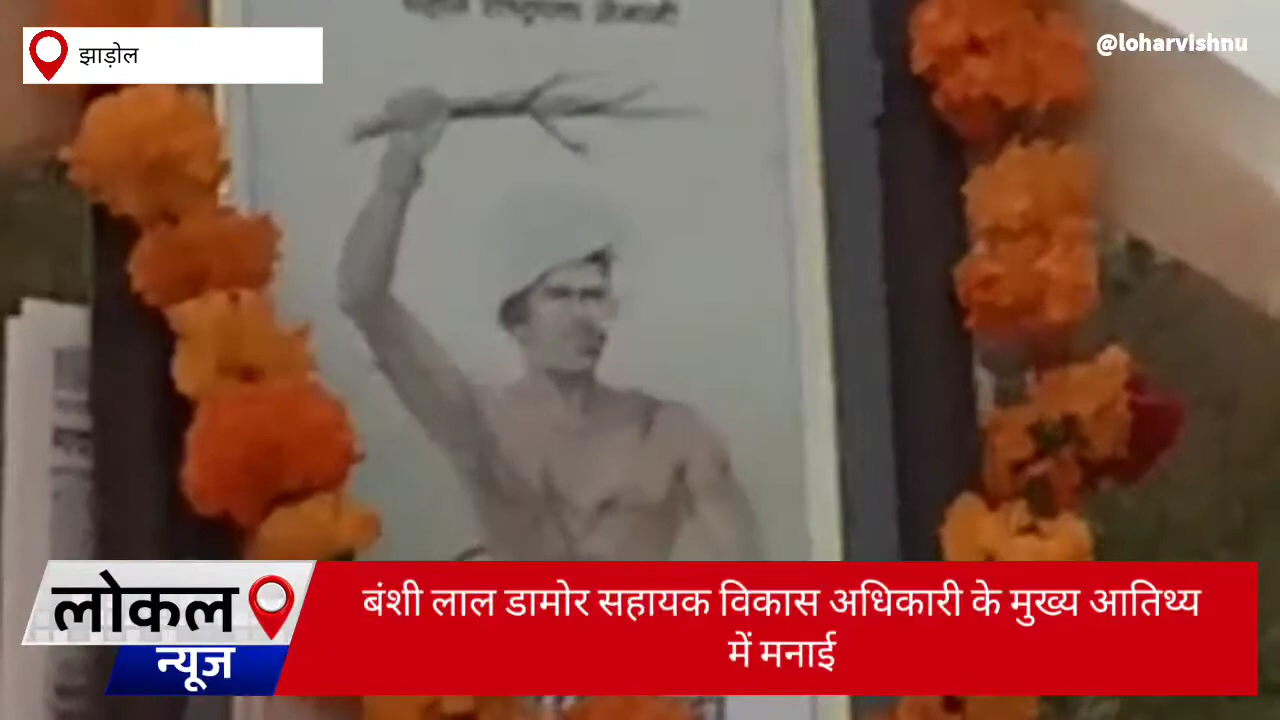 झाड़ोल
@loharvishnu
लोकल
न्यूज
बंशी लाल डामोर सहायक विकास अधिकारी के मुख्य आतिथ्य
में मनाई